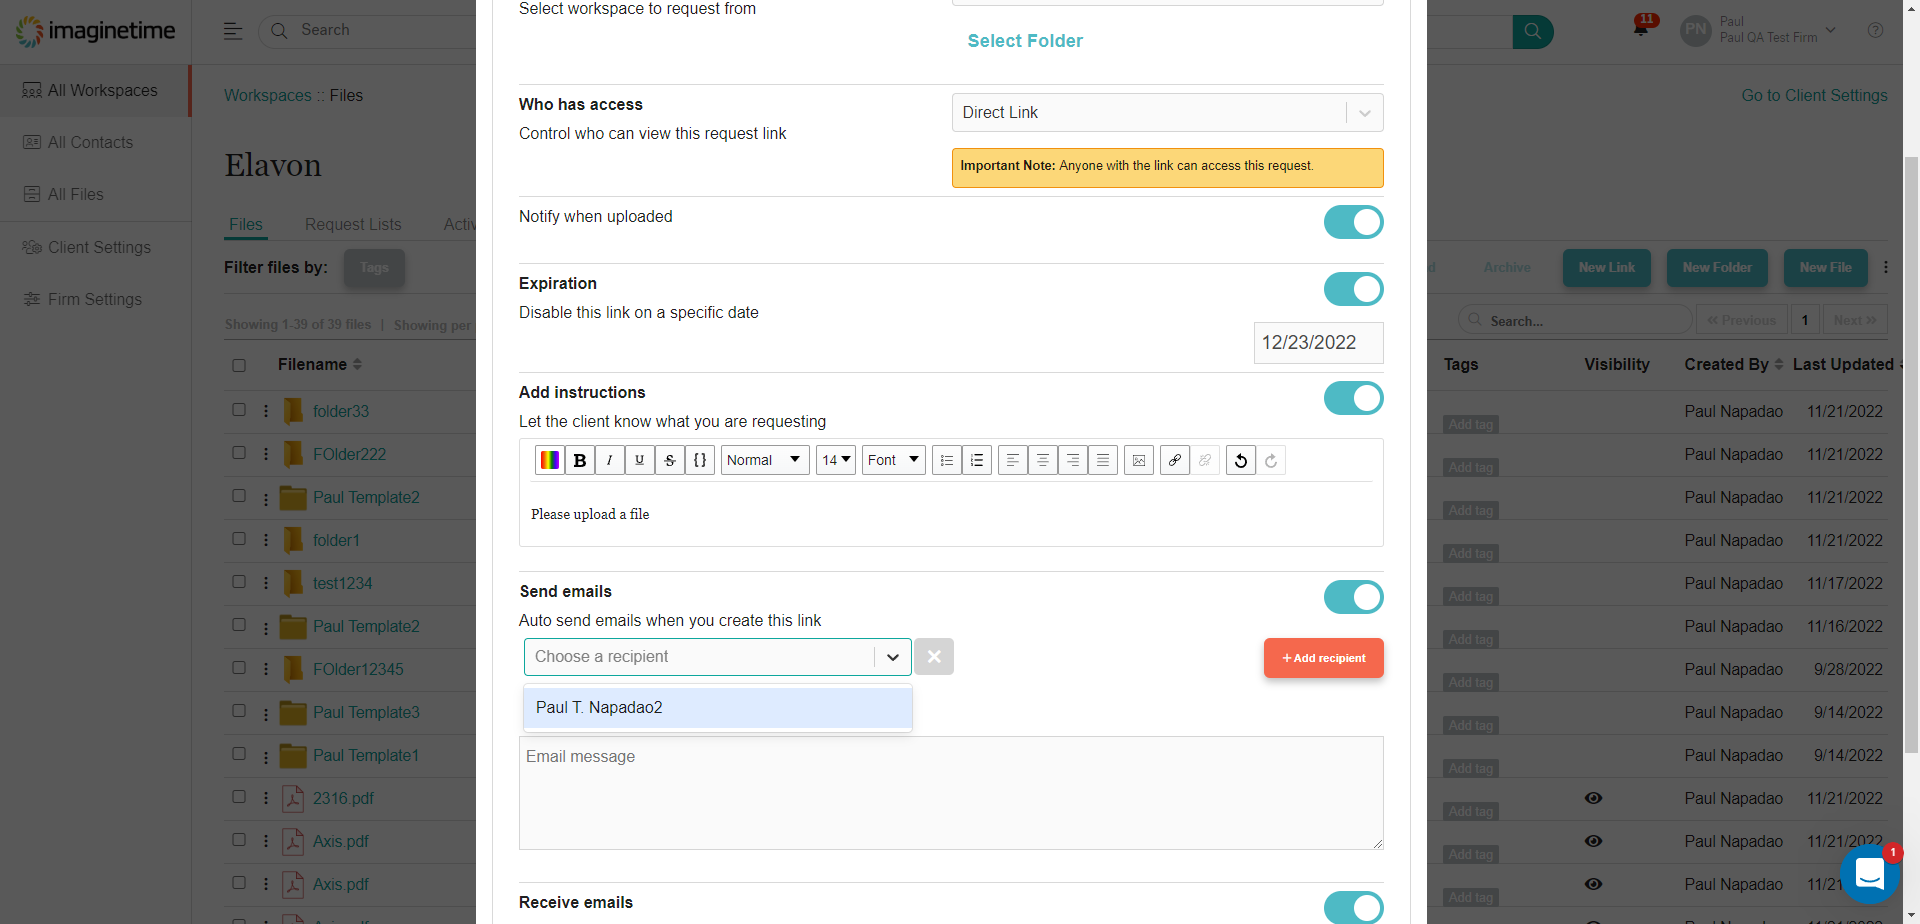 imaginetime
Search
All Workspaces
All Contacts
All Files
Client Settings
Firm Settings
Workspaces :: Files
Elavon
Files
Request Lists
Activ
Filter files by:
Tags
Showing 1-39 of 39 files | Showing per
Filename
folder33
FOlder222
Paul Template2
folder1
test1234
Paul Template2
FOlder12345
Paul Template3
Paul Template1
2316.pdf
Axis.pdf
Axis.pdf
Select workspace to request from
Select Folder
Who has access
Control who can view this request link
Direct Link
Important Note: Anyone with the link can access this request.
Notify when uploaded
Expiration
Disable this link on a specific date
12/23/2022
Add instructions
Let the client know what you are requesting
B I U S { } Normal 14 Font
Please upload a file
Send emails
Auto send emails when you create this link
Choose a recipient
+ Add recipient
Paul T. Napadao2
Email message
Receive emails
11
PN
Paul
Paul QA Test Firm
Go to Client Settings
d
Archive
New Link
New Folder
New File
Search...
« Previous
1
Next »
Tags
Visibility
Created By
Last Updated
Add tag
Paul Napadao
11/21/2022
Add tag
Paul Napadao
11/21/2022
Add tag
Paul Napadao
11/21/2022
Add tag
Paul Napadao
11/21/2022
Add tag
Paul Napadao
11/17/2022
Add tag
Paul Napadao
11/16/2022
Add tag
Paul Napadao
9/28/2022
Add tag
Paul Napadao
9/14/2022
Add tag
Paul Napadao
9/14/2022
Add tag
Paul Napadao
11/21/2022
Add tag
Paul Napadao
11/21/2022
Add tag
Paul Napadao
11/21
1